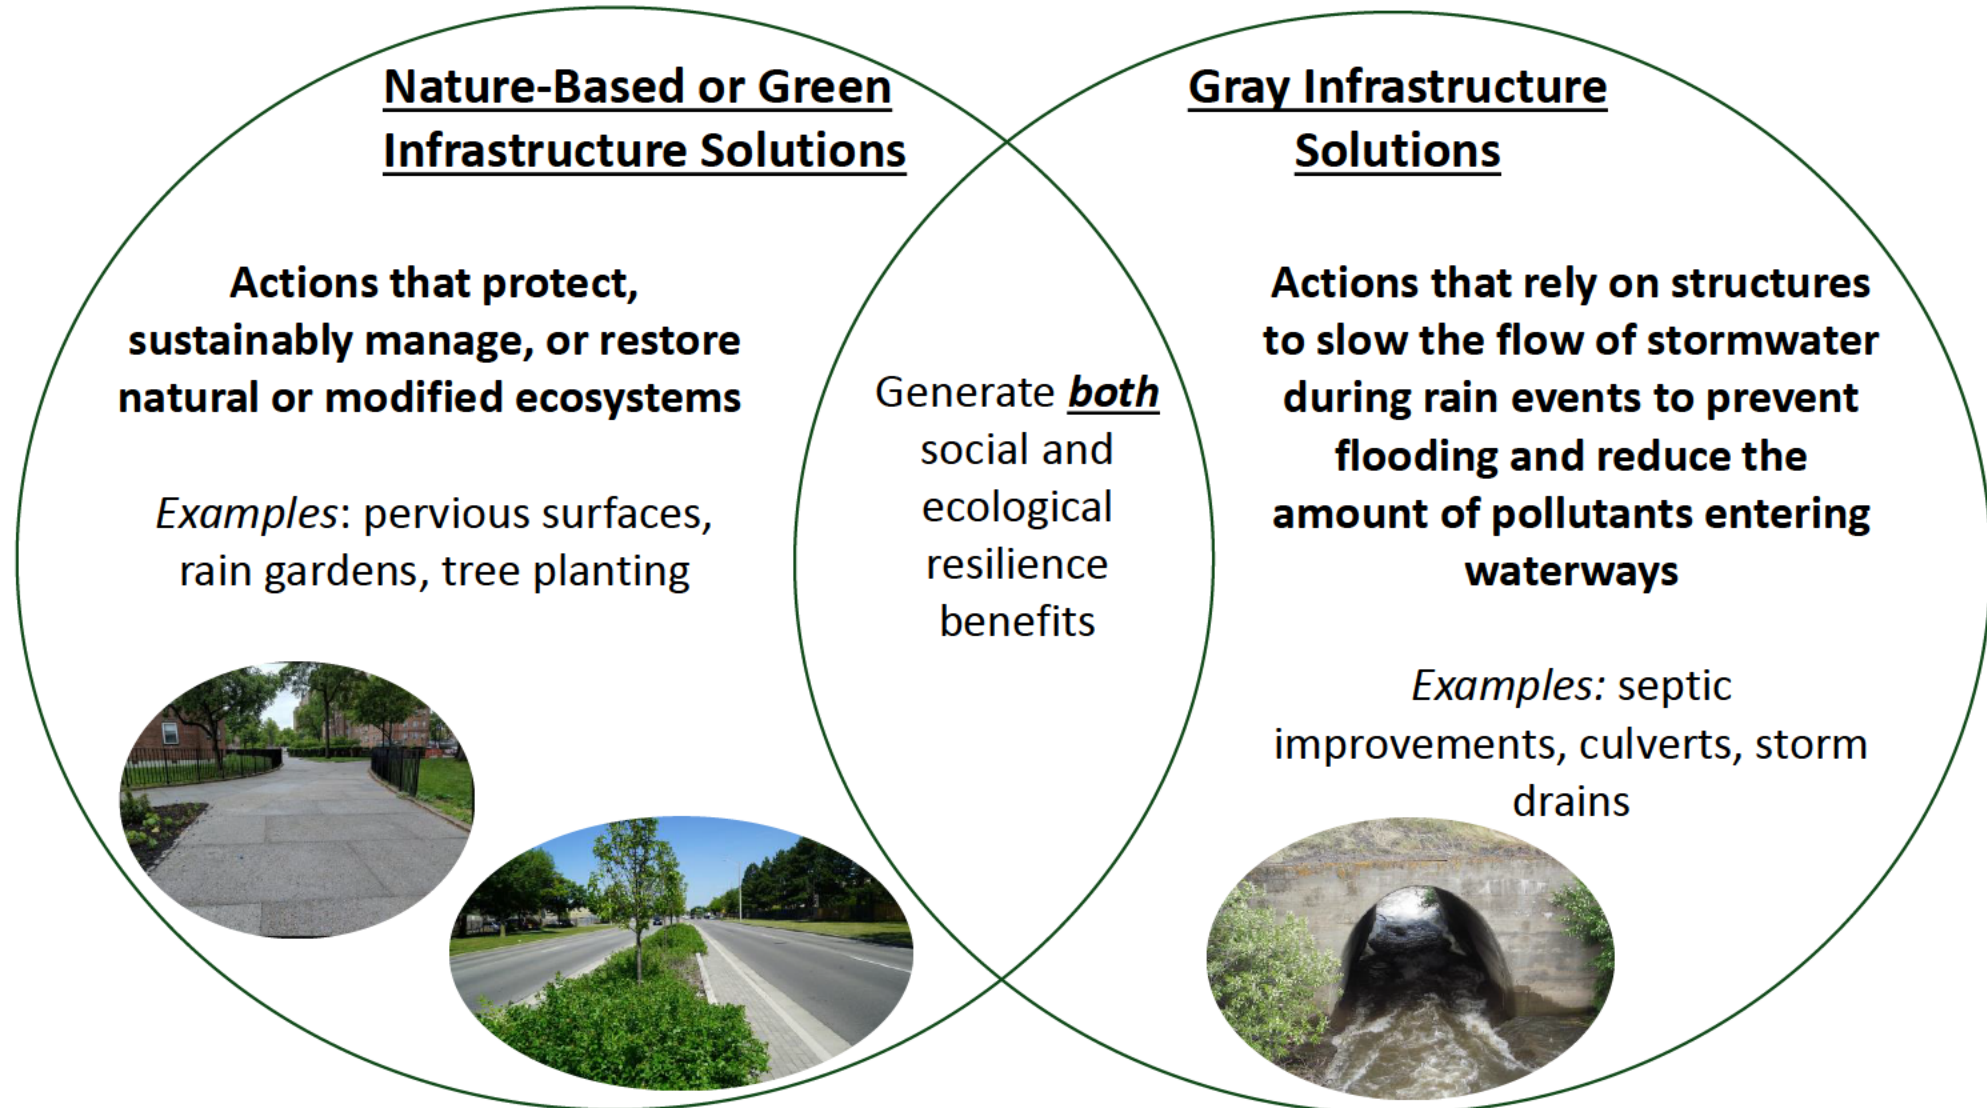 Nature-Based or Green
Infrastructure Solutions
Actions that protect,
sustainably manage, or restore
natural or modified ecosystems
Examples: pervious surfaces,
rain gardens, tree planting
Generate both
social and
ecological
resilience
benefits
Gray Infrastructure
Solutions
Actions that rely on structures
to slow the flow of stormwater
during rain events to prevent
flooding and reduce the
amount of pollutants entering
waterways
Examples: septic
improvements, culverts, storm
drains